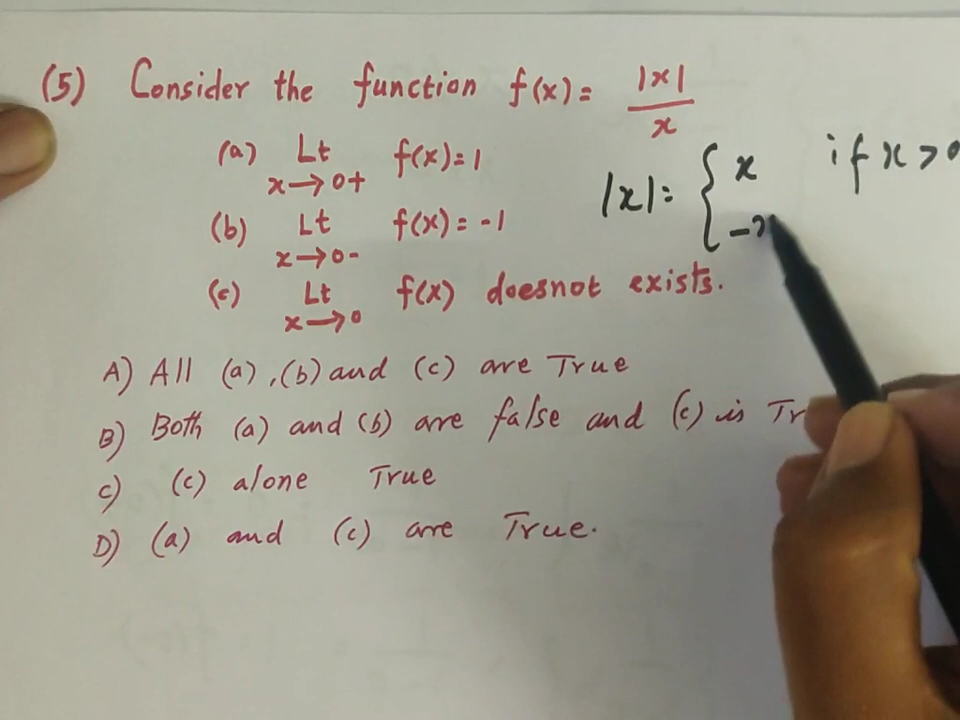 (5) Consider the function f(x) = |x|/x
(a) Lt x→0+ f(x)=1
(b) Lt x→0- f(x) = -1
(c) Lt x→0 f(x) doesnot exists.
|x| = { x if x > 0
-x
A) All (a), (b) and (c) are True
B) Both (a) and (b) are false and (c) is
C) (c) alone True
D) (a) and (c) are True.